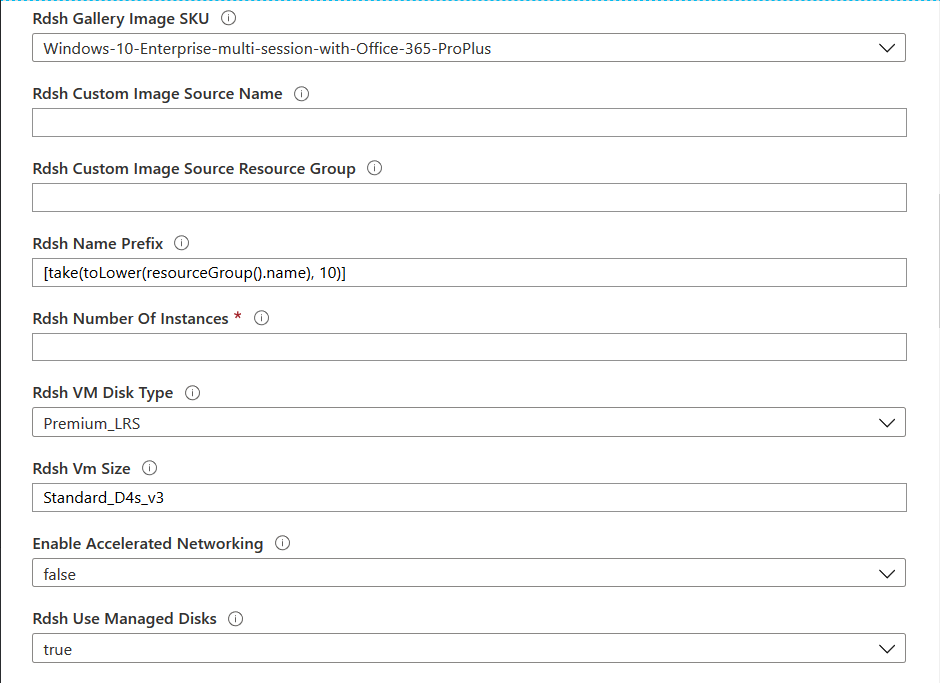 Rdsh Gallery Image SKU
Windows-10-Enterprise-multi-session-with-Office-365-ProPlus
Rdsh Custom Image Source Name
Rdsh Custom Image Source Resource Group
Rdsh Name Prefix
[take(toLower(resourceGroup().name), 10)]
Rdsh Number Of Instances *
Rdsh VM Disk Type
Premium_LRS
Rdsh Vm Size
Standard_D4s_v3
Enable Accelerated Networking
false
Rdsh Use Managed Disks
true